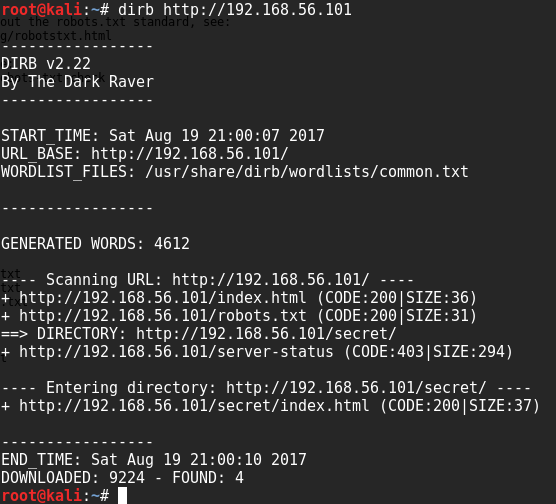 root@kali:~# dirb http://192.168.56.101
out the robots.txt standard, see:
g/robotstxt.html
-----------------
DIRB v2.22
By The Dark Raver
-----------------
START_TIME: Sat Aug 19 21:00:07 2017
URL_BASE: http://192.168.56.101/
WORDLIST_FILES: /usr/share/dirb/wordlists/common.txt
-----------------
GENERATED WORDS: 4612
txt
---- Scanning URL: http://192.168.56.101/ ----
txt
+ http://192.168.56.101/index.html (CODE:200|SIZE:36)
+ http://192.168.56.101/robots.txt (CODE:200|SIZE:31)
==> DIRECTORY: http://192.168.56.101/secret/
+ http://192.168.56.101/server-status (CODE:403|SIZE:294)
---- Entering directory: http://192.168.56.101/secret/ ----
+ http://192.168.56.101/secret/index.html (CODE:200|SIZE:37)
-----------------
END_TIME: Sat Aug 19 21:00:10 2017
DOWNLOADED: 9224 - FOUND: 4
root@kali:~#